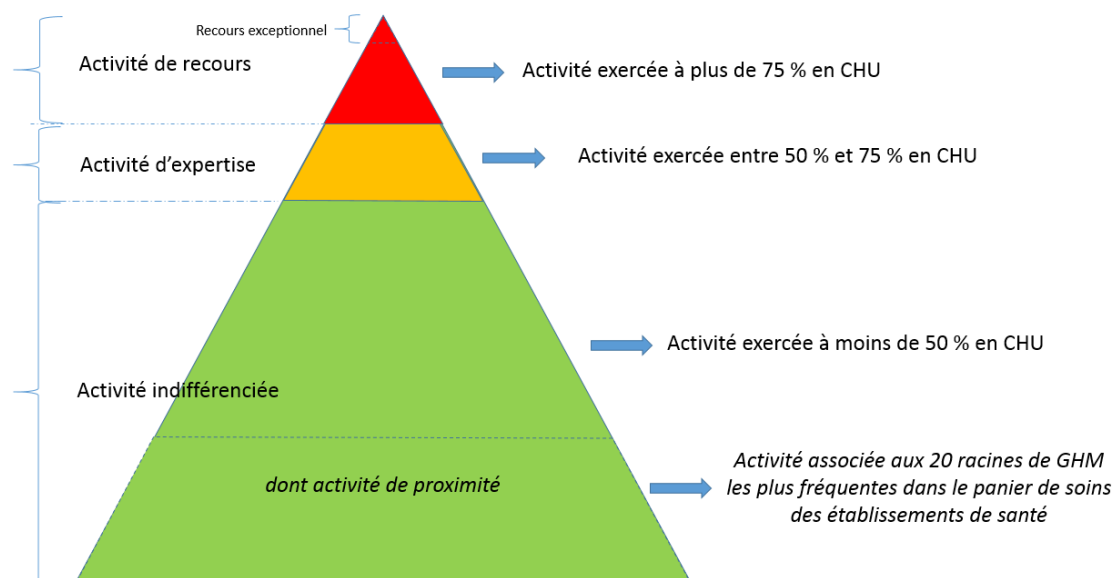 Recours exceptionnel
Activité de recours
Activité exercée à plus de 75 % en CHU
Activité d’expertise
Activité exercée entre 50 % et 75 % en CHU
Activité exercée à moins de 50 % en CHU
Activité indifférenciée
dont activité de proximité
Activité associée aux 20 racines de GHM
les plus fréquentes dans le panier de soins
des établissements de santé